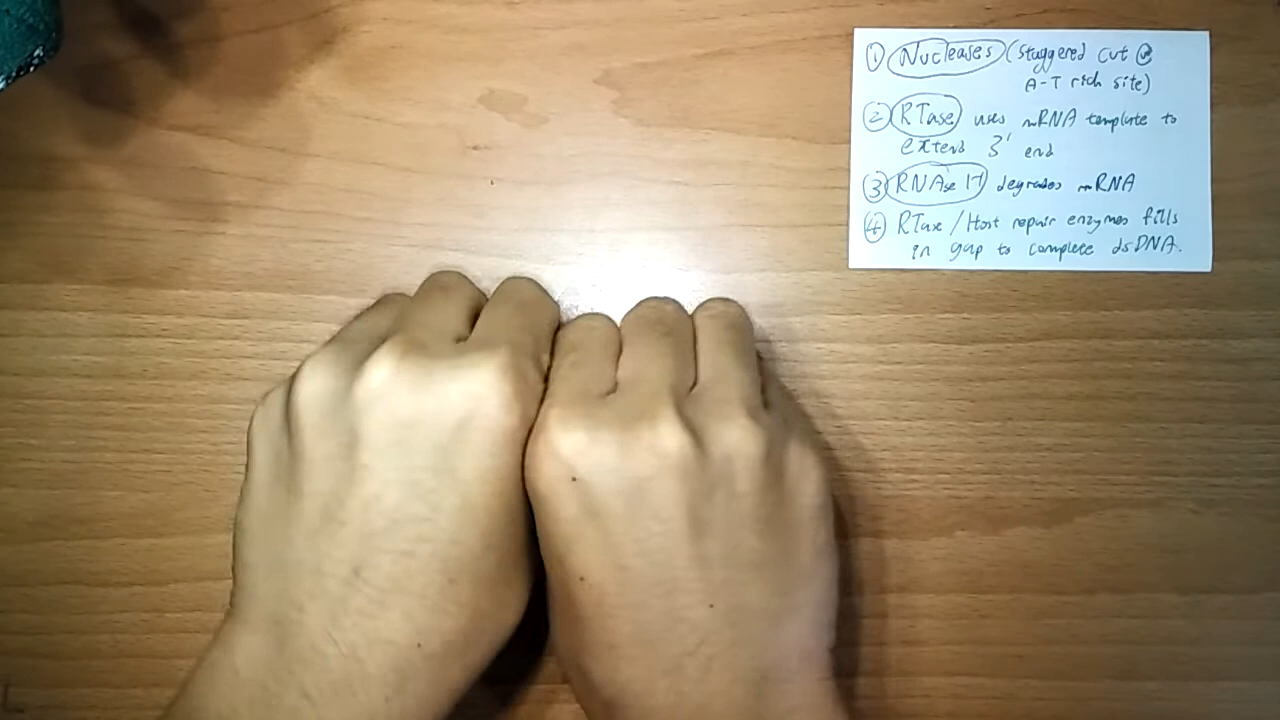 ① Nucleases (staggered cut @
A-T rich site)
② RTase uses mRNA template to
extend 3' end
③ RNAse H degrades mRNA
④ RTase/Host repair enzymes fills
in gap to complete dsDNA.